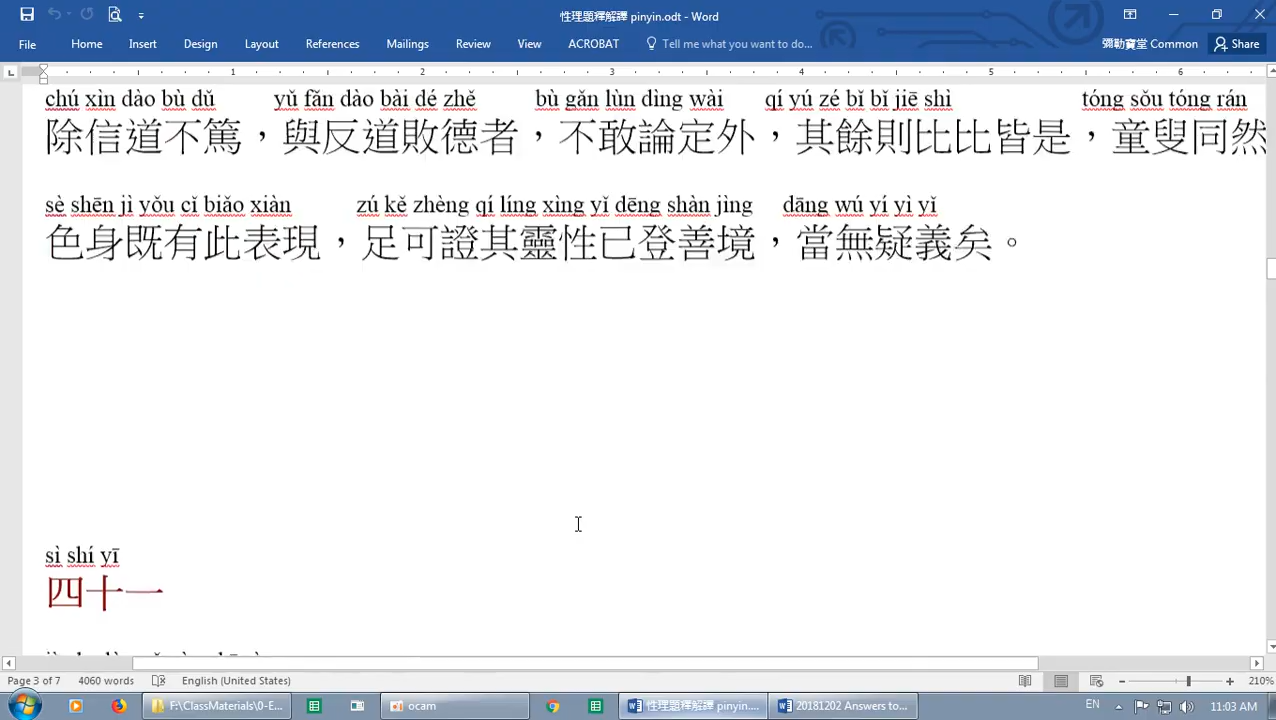 性理題釋解譯 pinyin.odt - Word
File Home Insert Design Layout References Mailings Review View ACROBAT Tell me what you want to do... 彌勒寶堂 Common Share
1 2 3 4 5 6
chú xìn dào bù dǔ yǔ fǎn dào bài dé zhě bù gǎn lùn dìng wài qí yú zé bǐ bǐ jiē shì tóng sǒu tóng rán
除信道不篤，與反道敗德者，不敢論定外，其餘則比比皆是，童叟同然
sè shēn jì yǒu cǐ biǎo xiàn zú kě zhèng qí líng xìng yǐ dēng shàn jìng dāng wú yí yì yǐ
色身既有此表現，足可證其靈性已登善境，當無疑義矣。
sì shí yī
四十一
Page 3 of 7 4060 words English (United States) 210%
F:\ClassMaterials\0-E... ocam 性理題釋解譯 pinyin.... 20181202 Answers to... EN 11:03 AM